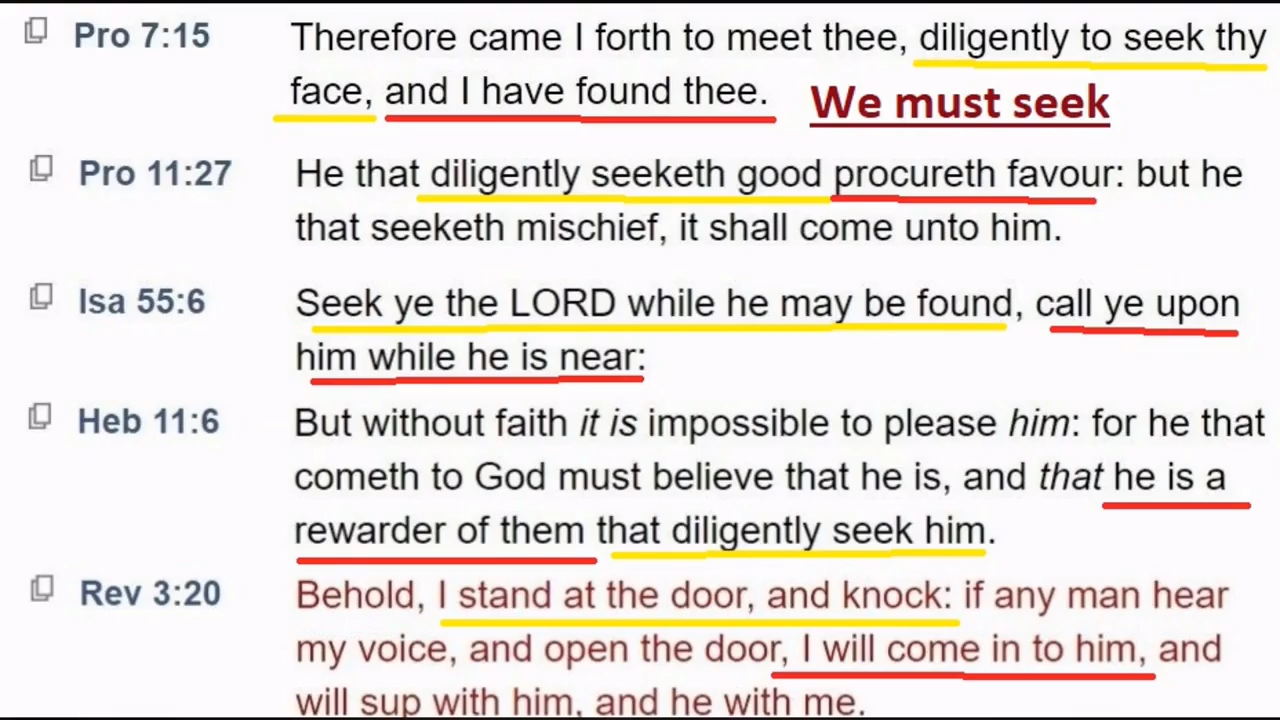 Pro 7:15 Therefore came I forth to meet thee, diligently to seek thy
face, and I have found thee. We must seek
Pro 11:27 He that diligently seeketh good procureth favour: but he
that seeketh mischief, it shall come unto him.
Isa 55:6 Seek ye the LORD while he may be found, call ye upon
him while he is near:
Heb 11:6 But without faith it is impossible to please him: for he that
cometh to God must believe that he is, and that he is a
rewarder of them that diligently seek him.
Rev 3:20 Behold, I stand at the door, and knock: if any man hear
my voice, and open the door, I will come in to him, and
will sup with him, and he with me.